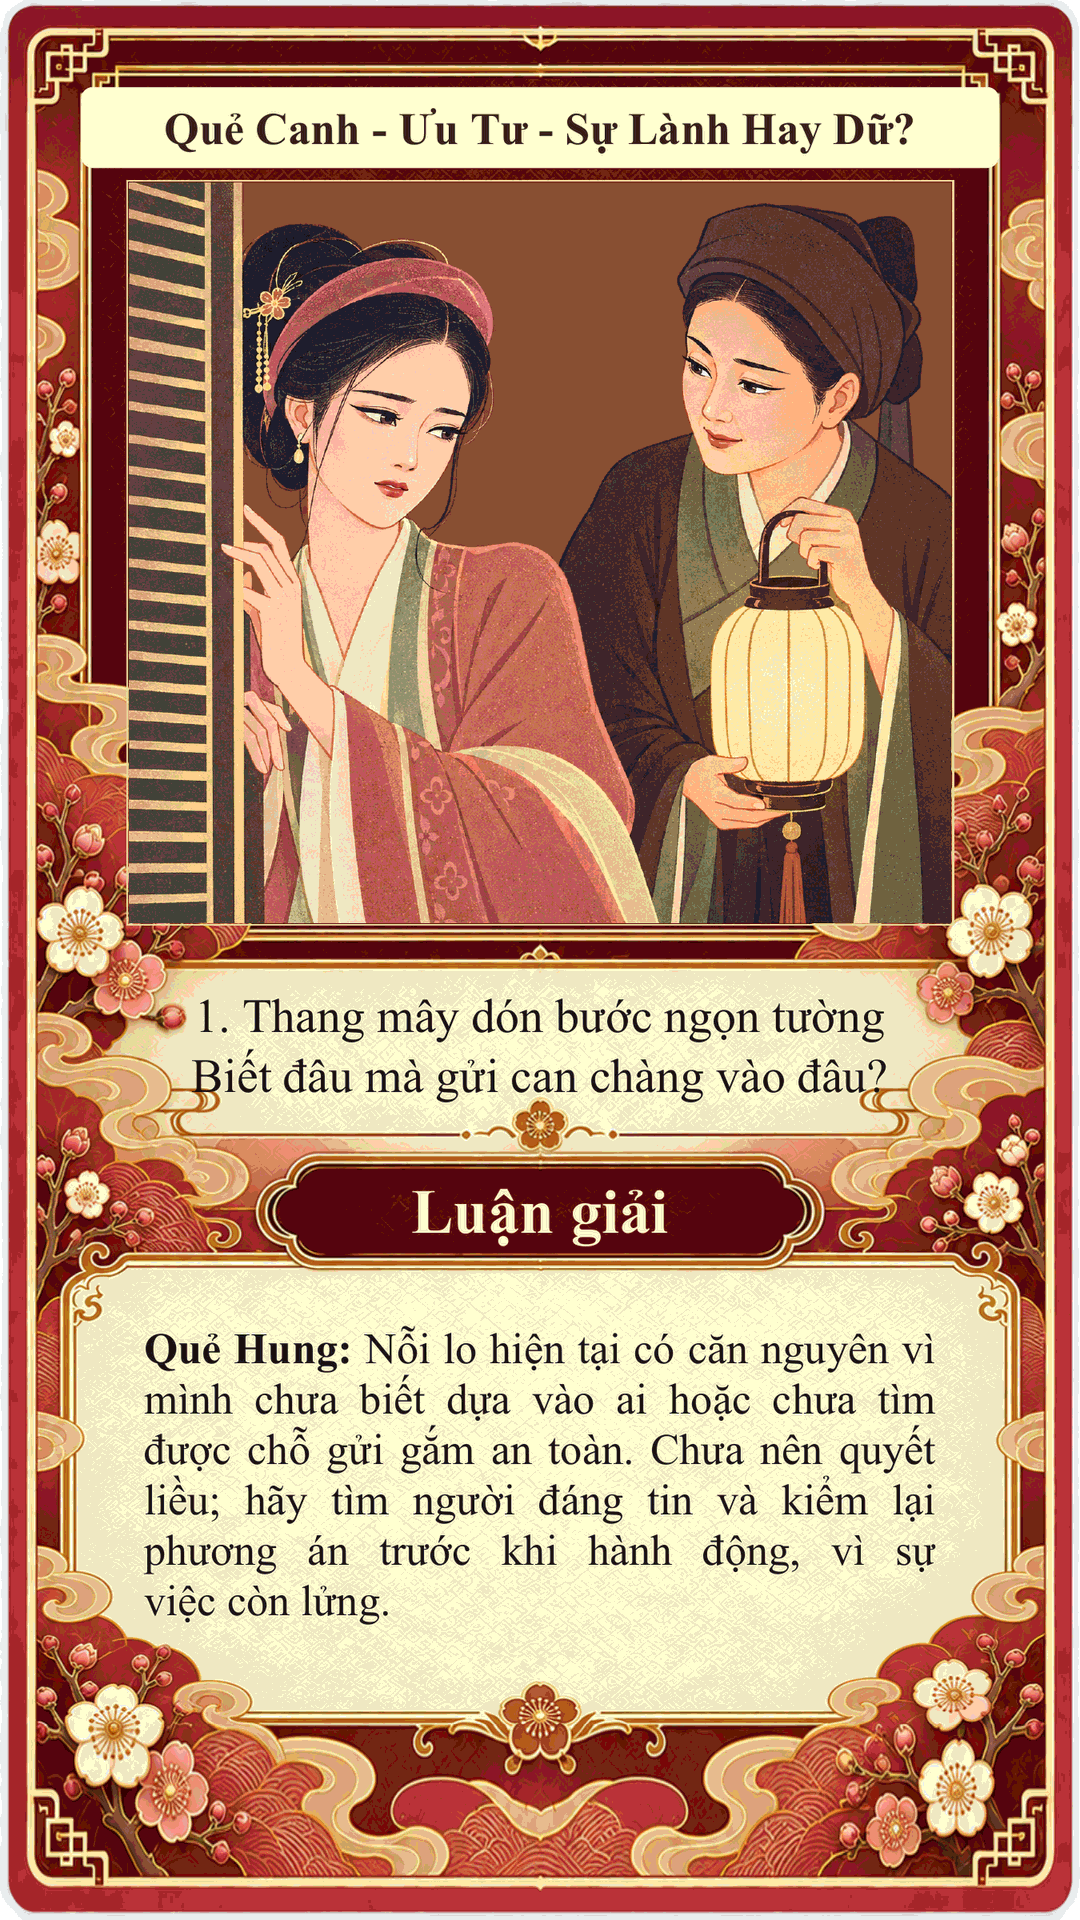 Quẻ Canh - Ưu Tư - Sự Lành Hay Dữ?
1. Thang mây dón bước ngọn tường
Biết đâu mà gửi can chàng vào đâu?
Luận giải
Quẻ Hung: Nỗi lo hiện tại có căn nguyên vì
mình chưa biết dựa vào ai hoặc chưa tìm
được chỗ gửi gắm an toàn. Chưa nên quyết
liều; hãy tìm người đáng tin và kiểm lại
phương án trước khi hành động, vì sự
việc còn lửng.